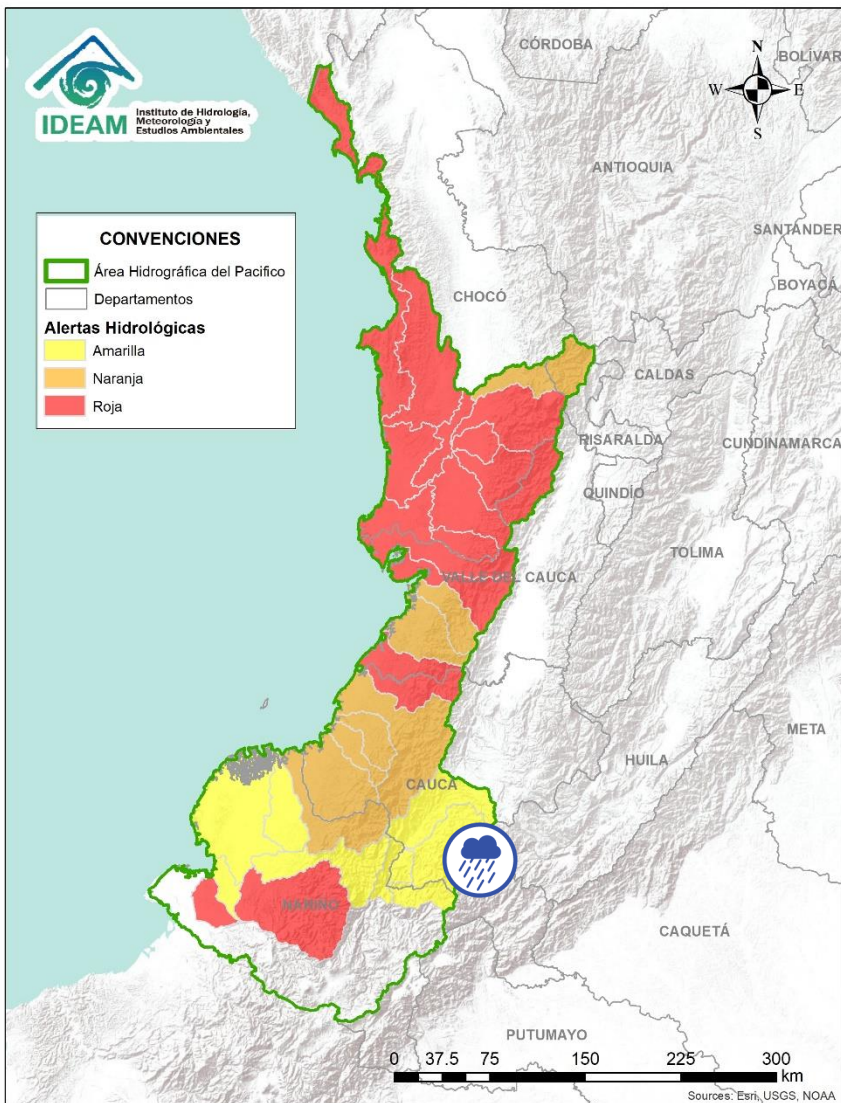 IDEAM
Instituto de Hidrología,
Meteorología y
Estudios Ambientales
CÓRDOBA
BOLÍVAR
N
W
E
S
ANTIOQUIA
SANTANDER
BOYACÁ
CONVENCIONES
Área Hidrográfica del Pacifico
Departamentos
Alertas Hidrológicas
Amarilla
Naranja
Roja
CHOCÓ
CALDAS
RISARALDA
CUNDINAMARCA
QUINDÍO
TOLIMA
VALLE DEL CAUCA
META
HUILA
CAUCA
NARIÑO
CAQUETÁ
PUTUMAYO
0 37.5 75 150 225 300
km
Sources: Esri, USGS, NOAA